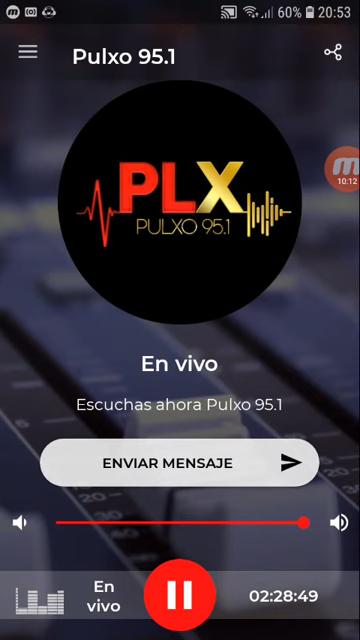 60% 20:53
Pulxo 95.1
PLX
PULXO 95.1
10:12
En vivo
Escuchas ahora Pulxo 95.1
ENVIAR MENSAJE
En
vivo
02:28:49